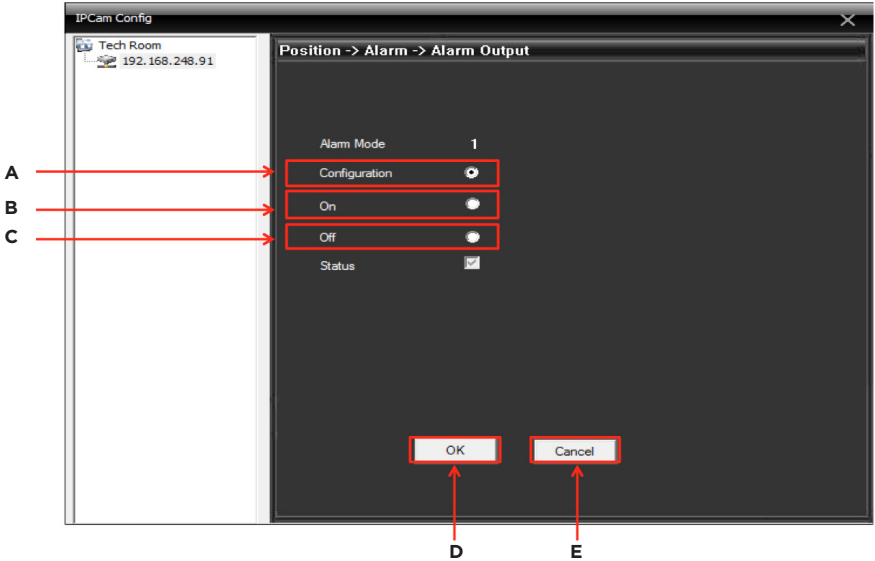 IPCam Config
Tech Room
192.168.248.91
Position -> Alarm -> Alarm Output
Alarm Mode 1
A Configuration
B On
C Off
Status
OK Cancel
D E